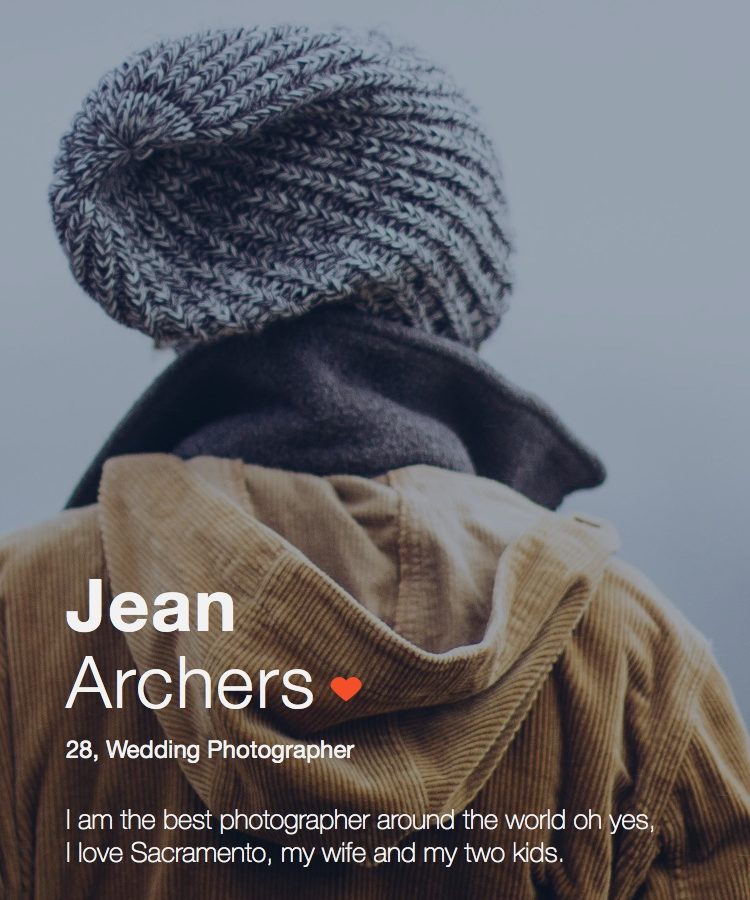 Jean
Archers
28, Wedding Photographer
I am the best photographer around the world oh yes,
I love Sacramento, my wife and my two kids.